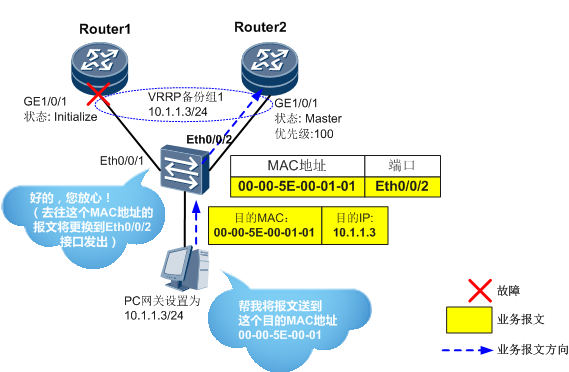 Router1
Router2
GE1/0/1
状态: Initialize
VRRP备份组1
10.1.1.3/24
GE1/0/1
状态: Master
优先级:100
Eth0/0/2
Eth0/0/1
MAC地址 端口
00-00-5E-00-01-01 Eth0/0/2
好的，您放心！
（去往这个MAC地址的
报文将更换到Eth0/0/2
接口发出）
目的MAC： 目的IP:
00-00-5E-00-01-01 10.1.1.3
PC网关设置为
10.1.1.3/24
帮我将报文送到
这个目的MAC地址
00-00-5E-00-01
故障
业务报文
业务报文方向